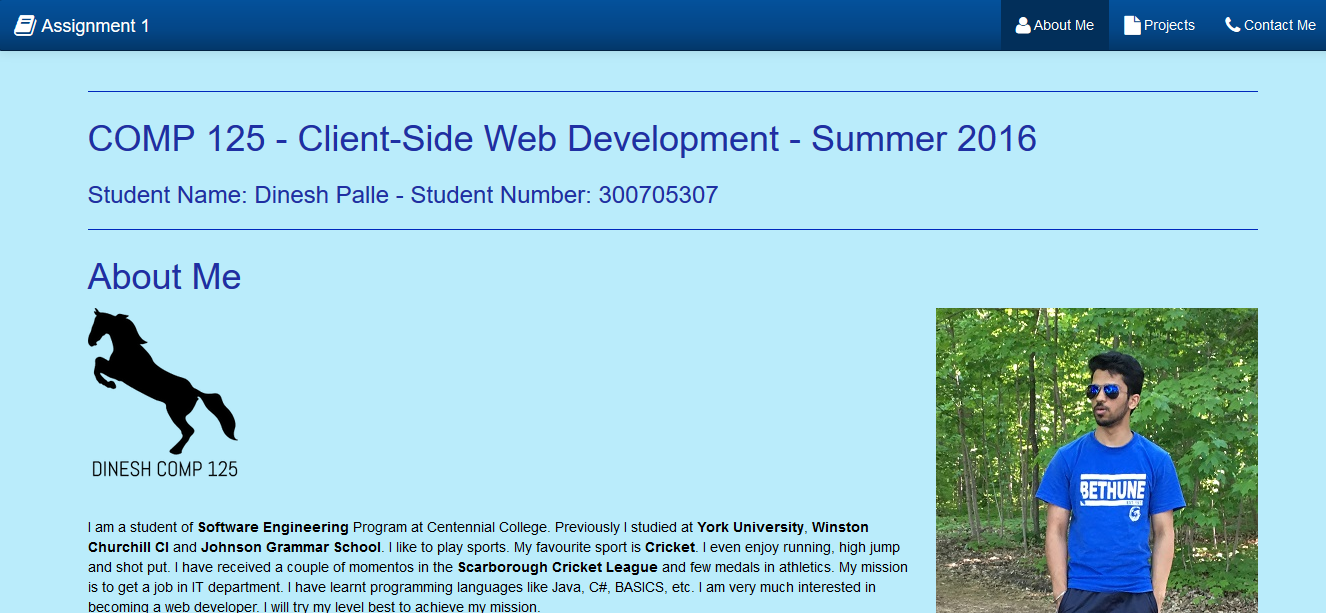 Assignment 1
About Me
Projects
Contact Me
COMP 125 - Client-Side Web Development - Summer 2016
Student Name: Dinesh Palle - Student Number: 300705307
About Me
DINESH COMP 125
BETHUNE
I am a student of Software Engineering Program at Centennial College. Previously I studied at York University, Winston
Churchill CI and Johnson Grammar School. I like to play sports. My favourite sport is Cricket. I even enjoy running, high jump
and shot put. I have received a couple of momentos in the Scarborough Cricket League and few medals in athletics. My mission
is to get a job in IT department. I have learnt programming languages like Java, C#, BASICS, etc. I am very much interested in
becoming a web developer. I will try my level best to achieve my mission.